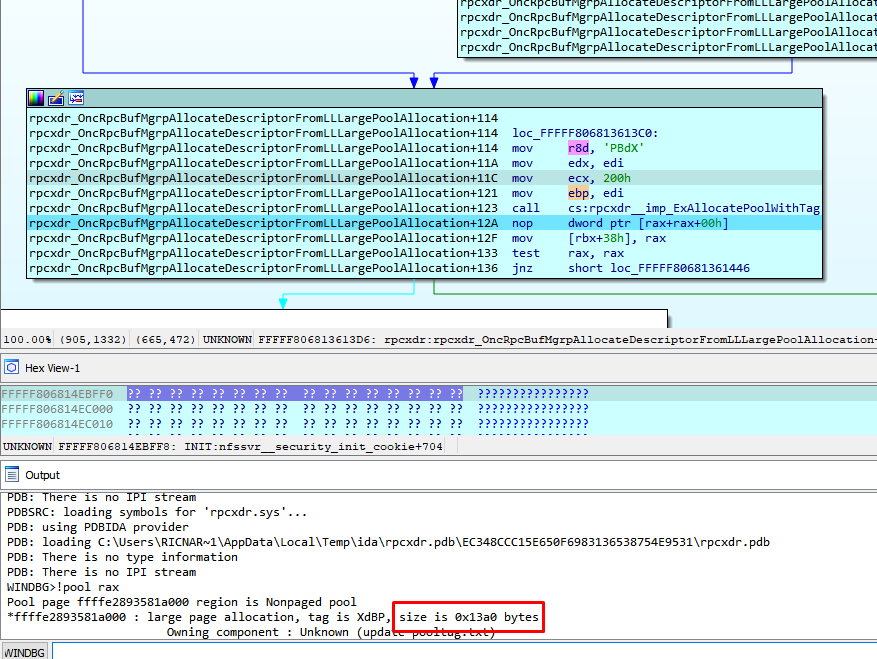 rpcxdr_OncRpcBufMgrpAllocateDescriptorFromLLLargePoolAllocat
rpcxdr_OncRpcBufMgrpAllocateDescriptorFromLLLargePoolAllocat
rpcxdr_OncRpcBufMgrpAllocateDescriptorFromLLLargePoolAllocat
rpcxdr_OncRpcBufMgrpAllocateDescriptorFromLLLargePoolAllocat
rpcxdr_OncRpcBufMgrpAllocateDescriptorFromLLLargePoolAllocation+114
rpcxdr_OncRpcBufMgrpAllocateDescriptorFromLLLargePoolAllocation+114 loc_FFFFF806813613C0:
rpcxdr_OncRpcBufMgrpAllocateDescriptorFromLLLargePoolAllocation+114 mov r8d, 'PBdX'
rpcxdr_OncRpcBufMgrpAllocateDescriptorFromLLLargePoolAllocation+11A mov edx, edi
rpcxdr_OncRpcBufMgrpAllocateDescriptorFromLLLargePoolAllocation+11C mov ecx, 200h
rpcxdr_OncRpcBufMgrpAllocateDescriptorFromLLLargePoolAllocation+121 mov ebp, edi
rpcxdr_OncRpcBufMgrpAllocateDescriptorFromLLLargePoolAllocation+123 call cs:rpcxdr__imp_ExAllocatePoolWithTag
rpcxdr_OncRpcBufMgrpAllocateDescriptorFromLLLargePoolAllocation+12A nop dword ptr [rax+rax+00h]
rpcxdr_OncRpcBufMgrpAllocateDescriptorFromLLLargePoolAllocation+12F mov [rbx+38h], rax
rpcxdr_OncRpcBufMgrpAllocateDescriptorFromLLLargePoolAllocation+133 test rax, rax
rpcxdr_OncRpcBufMgrpAllocateDescriptorFromLLLargePoolAllocation+136 jnz short loc_FFFFF80681361446
100.00% (905,1332) (665,472) UNKNOWN FFFFF806813613D6: rpcxdr:rpcxdr_OncRpcBufMgrpAllocateDescriptorFromLLLargePoolAllocation
Hex View-1
FFFFF806814EBFF0 ?? ?? ?? ?? ?? ?? ?? ?? ?? ?? ?? ?? ?? ?? ?? ?? ????????????????
FFFFF806814EC000 ?? ?? ?? ?? ?? ?? ?? ?? ?? ?? ?? ?? ?? ?? ?? ?? ????????????????
FFFFF806814EC010 ?? ?? ?? ?? ?? ?? ?? ?? ?? ?? ?? ?? ?? ?? ?? ?? ????????????????
UNKNOWN FFFFF806814EBFF8: INIT:nfssvr__security_init_cookie+704
Output
PDB: There is no IPI stream
PDBSRC: loading symbols for 'rpcxdr.sys'...
PDB: using PDBIDA provider
PDB: loading C:\Users\RICNAR~1\AppData\Local\Temp\ida\rpcxdr.pdb\EC348CCC15E650F6983136538754E9531\rpcxdr.pdb
PDB: There is no type information
PDB: There is no IPI stream
WINDBG>!pool rax
Pool page ffffe2893581a000 region is Nonpaged pool
*ffffe2893581a000 : large page allocation, tag is XdBP, size is 0x13a0 bytes
Owning component : Unknown (update pooltag.txt)
WINDBG